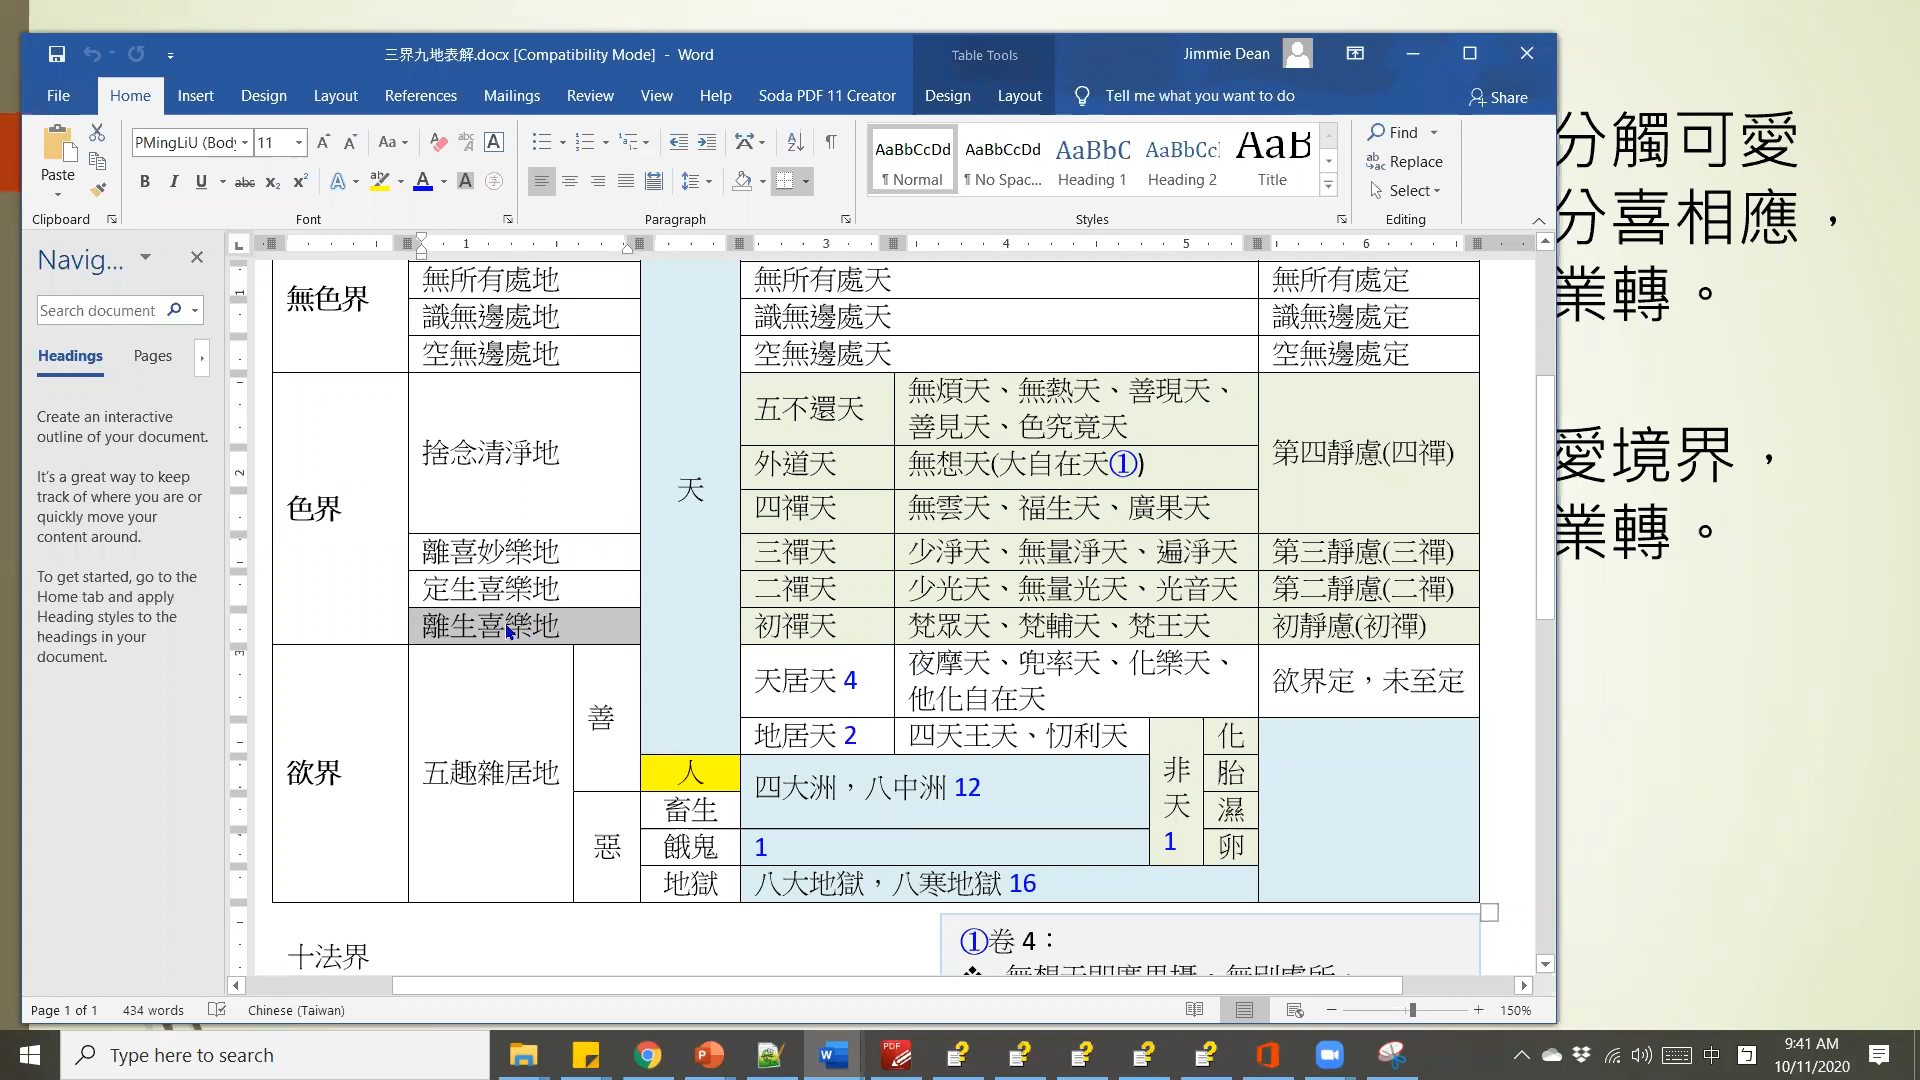 三界九地表解.docx [Compatibility Mode] - Word
Table Tools
Jimmie Dean
File Home Insert Design Layout References Mailings Review View Help Soda PDF 11 Creator Design Layout Tell me what you want to do Share
Paste
PMingLiU (Body 11
AaBbCcDd AaBbCcDd AaBbC AaBbCcl AaB
¶ Normal ¶ No Spac... Heading 1 Heading 2 Title
Find
Replace
Select
Clipboard Font Paragraph Styles Editing
Navig...
Search document
Headings Pages
Create an interactive
outline of your document.
It's a great way to keep
track of where you are or
quickly move your
content around.
To get started, go to the
Home tab and apply
Heading styles to the
headings in your
document.
1 3 4 5 6
無色界
無所有處地 無所有處天 無所有處定
識無邊處地 識無邊處天 識無邊處定
空無邊處地 空無邊處天 空無邊處定
色界
捨念清淨地
天
五不還天
無煩天、無熱天、善現天、
善見天、色究竟天
第四靜慮(四禪)
外道天 無想天(大自在天①)
四禪天 無雲天、福生天、廣果天
離喜妙樂地 三禪天 少淨天、無量淨天、遍淨天 第三靜慮(三禪)
定生喜樂地 二禪天 少光天、無量光天、光音天 第二靜慮(二禪)
離生喜樂地 初禪天 梵眾天、梵輔天、梵王天 初靜慮(初禪)
欲界
五趣雜居地
善
天居天 4
夜摩天、兜率天、化樂天、
他化自在天
欲界定，未至定
地居天 2 四天王天、忉利天
非
天
1
化
胎
濕
卵
人
四大洲，八中洲 12
惡
畜生
餓鬼 1
地獄 八大地獄，八寒地獄 16
十法界
①卷 4：
❖ 無想天即廣果攝，無別處所，
分觸可愛
分喜相應，
業轉。
愛境界，
業轉。
Page 1 of 1 434 words Chinese (Taiwan) 150%
Type here to search
中
9:41 AM
10/11/2020